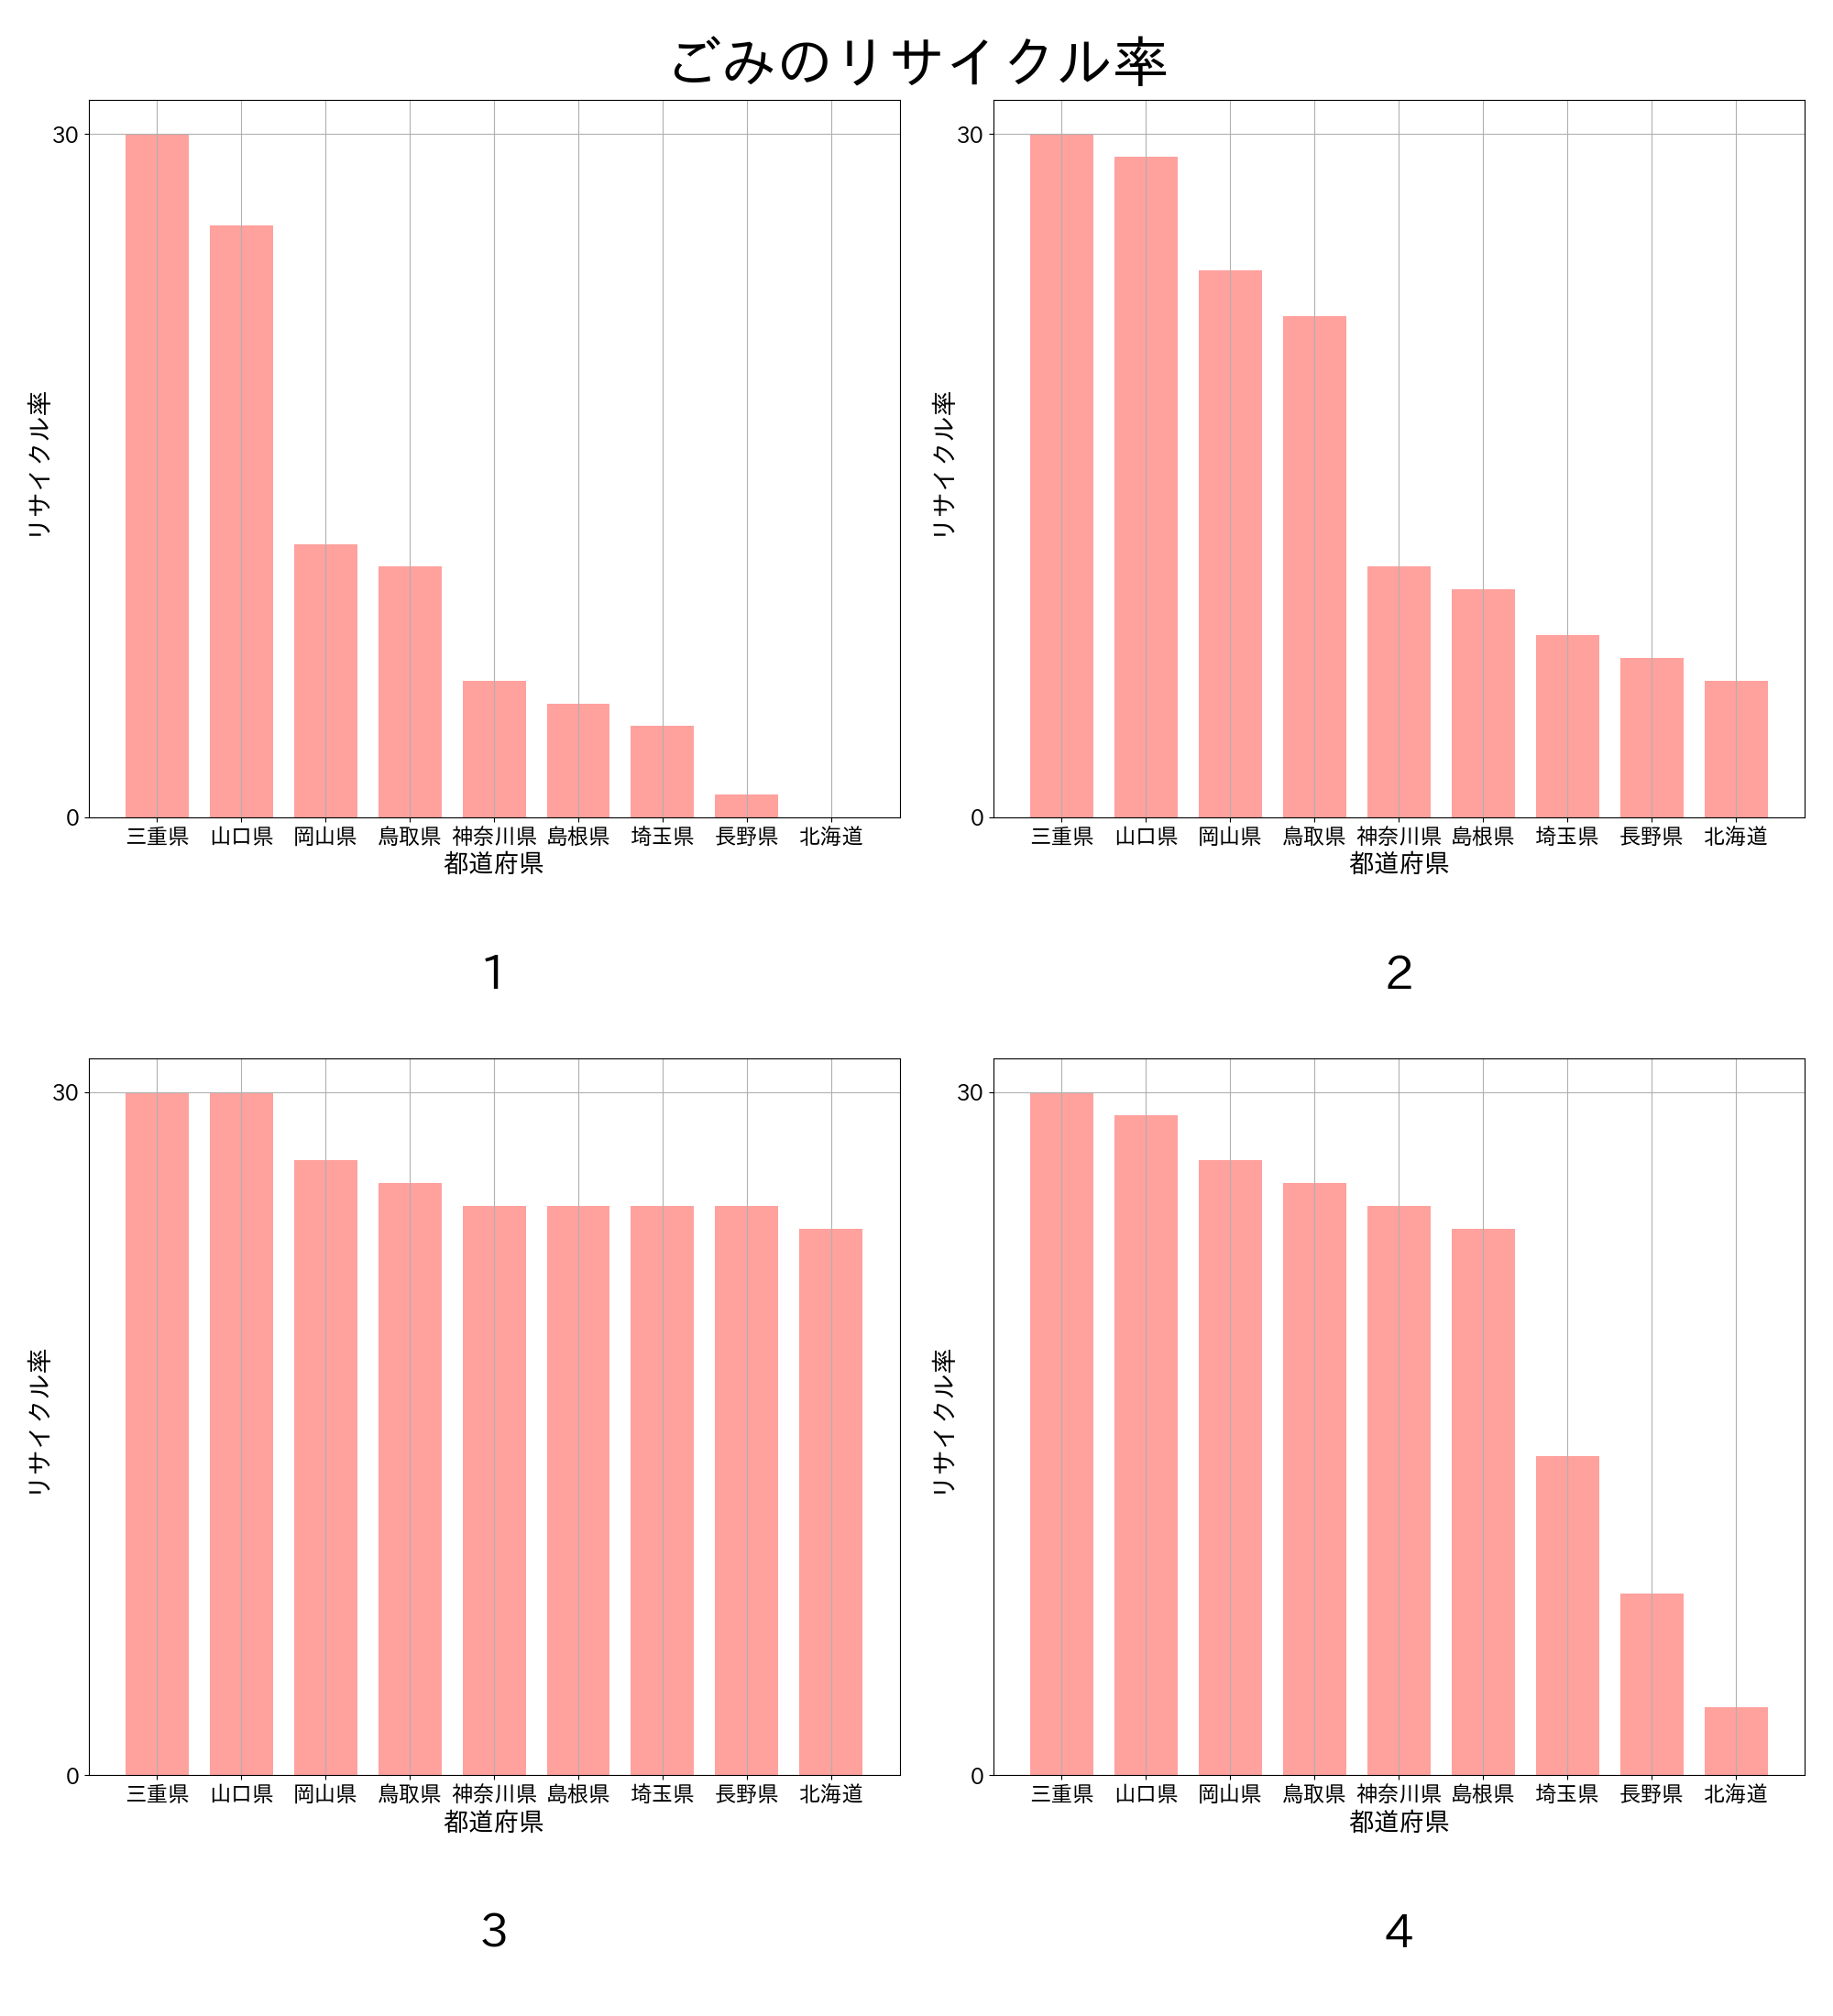 ごみのリサイクル率
30
0
リサイクル率
三重県 山口県 岡山県 鳥取県 神奈川県 島根県 埼玉県 長野県 北海道
都道府県
1
30
0
リサイクル率
三重県 山口県 岡山県 鳥取県 神奈川県 島根県 埼玉県 長野県 北海道
都道府県
2
30
0
リサイクル率
三重県 山口県 岡山県 鳥取県 神奈川県 島根県 埼玉県 長野県 北海道
都道府県
3
30
0
リサイクル率
三重県 山口県 岡山県 鳥取県 神奈川県 島根県 埼玉県 長野県 北海道
都道府県
4